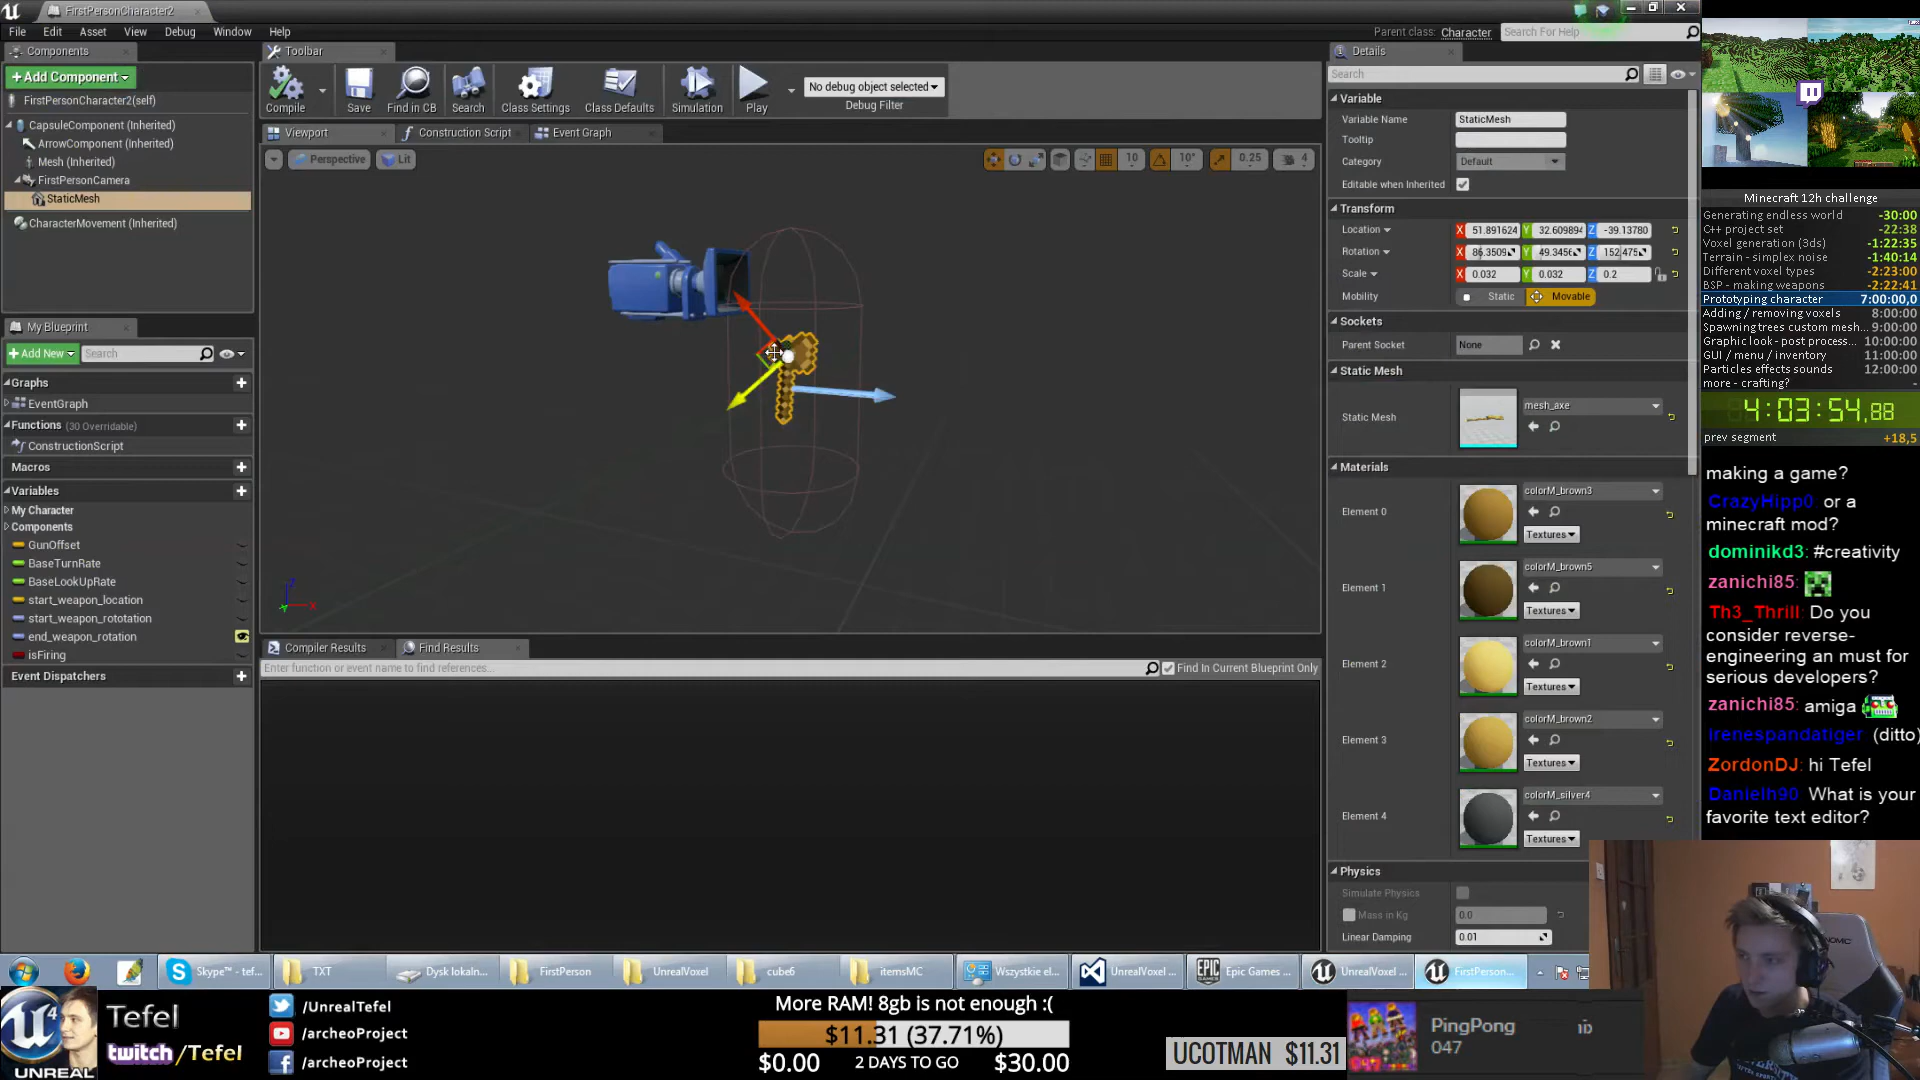 FirstPersonCharacter2
File Edit Asset View Debug Window Help
Parent class: Character Search For Help
Components
Toolbar
Details
+ Add Component
Compile Save Find in CB Search Class Settings Class Defaults Simulation Play
No debug object selected
Debug Filter
Search
FirstPersonCharacter2(self)
CapsuleComponent (Inherited)
ArrowComponent (Inherited)
Mesh (Inherited)
FirstPersonCamera
StaticMesh
CharacterMovement (Inherited)
Viewport Construction Script Event Graph
Perspective Lit
10 10° 0.25 4
Variable
Variable Name StaticMesh
Tooltip
Category Default
Editable when Inherited
Transform
Location X 51.891624 Y 32.609894 Z -39.13780
Rotation X 86.3509 Y 49.3456 Z 152.475
Scale X 0.032 Y 0.032 Z 0.2
Mobility Static Movable
Sockets
Parent Socket None
Static Mesh
Static Mesh mesh_axe
Materials
Element 0 colorM_brown3 Textures
Element 1 colorM_brown5 Textures
Element 2 colorM_brown1 Textures
Element 3 colorM_brown2 Textures
Element 4 colorM_silver4 Textures
Physics
Simulate Physics
Mass in Kg 0.0
Linear Damping 0.01
My Blueprint
+ Add New Search
Graphs
EventGraph
Functions (30 Overridable)
ConstructionScript
Macros
Variables
My Character
Components
GunOffset
BaseTurnRate
BaseLookUpRate
start_weapon_location
start_weapon_rototation
end_weapon_rotation
isFiring
Event Dispatchers
Compiler Results Find Results
Enter function or event name to find references...
Find In Current Blueprint Only
Minecraft 12h challenge
Generating endless world -30:00
C++ project set -22:38
Voxel generation (3ds) -1:22:35
Terrain - simplex noise -1:40:14
Different voxel types -2:23:00
BSP - making weapons -2:22:41
Prototyping character 7:00:00,0
Adding / removing voxels 8:00:00
Spawning trees custom mesh... 9:00:00
Graphic look - post process... 10:00:00
GUI / menu / inventory 11:00:00
Particles effects sounds 12:00:00
more - crafting? -
4:03:54,88
prev segment +18,5
making a game?
CrazyHipp0: or a
minecraft mod?
dominikd3: #creativity
zanichi85:
Th3_Thrill: Do you
consider reverse-
engineering an must for
serious developers?
zanichi85: amiga
irenespandatiger: (ditto)
ZordonDJ: hi Tefel
Danielh90: What is your
favorite text editor?
Skype™ - tef... TXT Dysk lokaln... FirstPerson UnrealVoxel cube6 itemsMC Wszystkie el... UnrealVoxel ... Epic Games ... UnrealVoxel ... FirstPerson...
Tefel
twitch/Tefel
UNREAL
/UnrealTefel
/archeoProject
/archeoProject
More RAM! 8gb is not enough :(
$11.31 (37.71%)
$0.00 2 DAYS TO GO $30.00
UCOTMAN $11.31
PingPong
047